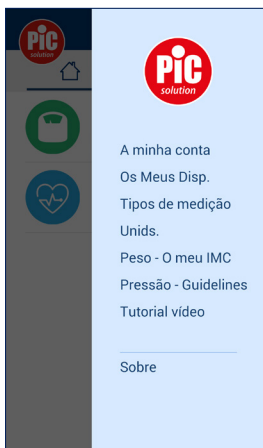 PiC
solution
PiC
solution
A minha conta
Os Meus Disp.
Tipos de medição
Unids.
Peso - O meu IMC
Pressão - Guidelines
Tutorial vídeo
Sobre